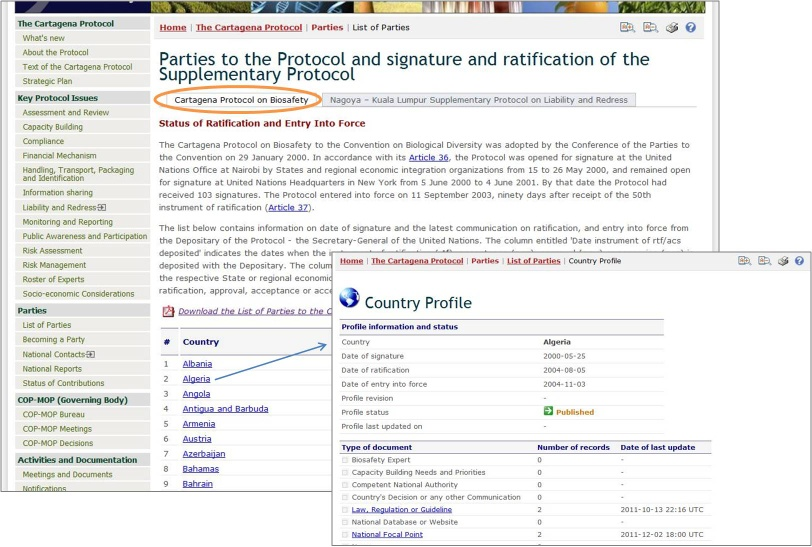 The Cartagena Protocol
What's new
About the Protocol
Text of the Cartagena Protocol
Strategic Plan
Key Protocol Issues
Assessment and Review
Capacity Building
Compliance
Financial Mechanism
Handling, Transport, Packaging
and Identification
Information sharing
Liability and Redress
Monitoring and Reporting
Public Awareness and Participation
Risk Assessment
Risk Management
Roster of Experts
Socio-economic Considerations
Parties
List of Parties
Becoming a Party
National Contacts
National Reports
Status of Contributions
COP-MOP (Governing Body)
COP-MOP Bureau
COP-MOP Meetings
COP-MOP Decisions
Activities and Documentation
Meetings and Documents
Notifications
Home | The Cartagena Protocol | Parties | List of Parties
Parties to the Protocol and signature and ratification of the
Supplementary Protocol
Cartagena Protocol on Biosafety
Nagoya – Kuala Lumpur Supplementary Protocol on Liability and Redress
Status of Ratification and Entry Into Force
The Cartagena Protocol on Biosafety to the Convention on Biological Diversity was adopted by the Conference of the Parties to
the Convention on 29 January 2000. In accordance with its Article 36, the Protocol was opened for signature at the United
Nations Office at Nairobi by States and regional economic integration organizations from 15 to 26 May 2000, and remained open
for signature at United Nations Headquarters in New York from 5 June 2000 to 4 June 2001. By that date the Protocol had
received 103 signatures. The Protocol entered into force on 11 September 2003, ninety days after receipt of the 50th
instrument of ratification (Article 37).
The list below contains information on date of signature and the latest communication on ratification, and entry into force from
the Depositary of the Protocol - the Secretary-General of the United Nations. The column entitled 'Date instrument of rtf/acs
deposited' indicates the dates when the
deposited with the Depositary. The
the respective State or regional
ratification, approval, acceptance or
Download the List of Parties to the
# Country
1 Albania
2 Algeria
3 Angola
4 Antigua and Barbuda
5 Armenia
6 Austria
7 Azerbaijan
8 Bahamas
9 Bahrain
Home | The Cartagena Protocol | Parties | List of Parties | Country Profile
Country Profile
Profile information and status
Country Algeria
Date of signature 2000-05-25
Date of ratification 2004-08-05
Date of entry into force 2004-11-03
Profile revision -
Profile status Published
Profile last updated on -
Type of document Number of records Date of last update
Biosafety Expert 0 -
Capacity Building Needs and Priorities 0 -
Competent National Authority 0 -
Country's Decision or any other Communication 0 -
Law, Regulation or Guideline 2 2011-10-13 22:16 UTC
National Database or Website 0 -
National Focal Point 2 2011-12-02 18:00 UTC